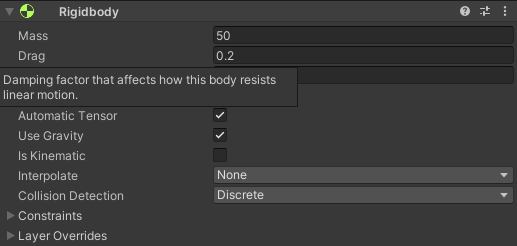 Rigidbody
Mass 50
Drag 0.2
Damping factor that affects how this body resists
linear motion.
Automatic Tensor
Use Gravity
Is Kinematic
Interpolate None
Collision Detection Discrete
Constraints
Layer Overrides